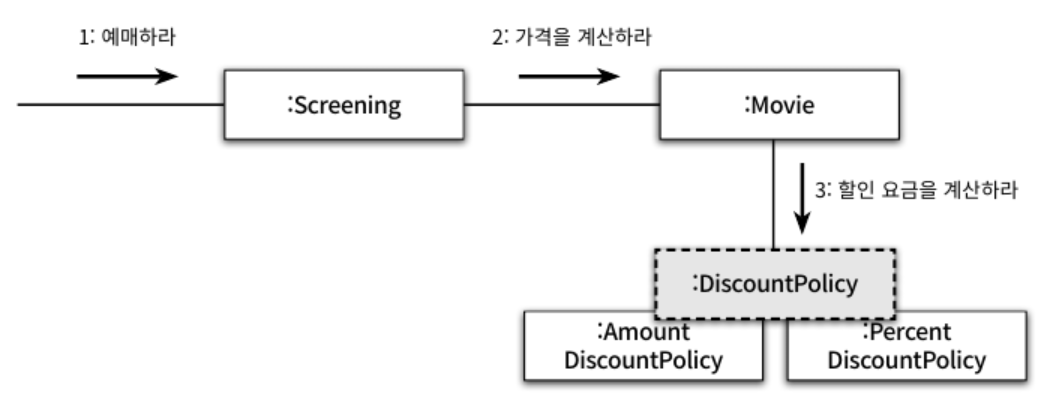 1: 예매하라
2: 가격을 계산하라
:Screening
:Movie
3: 할인 요금을 계산하라
:DiscountPolicy
:Amount
DiscountPolicy
:Percent
DiscountPolicy